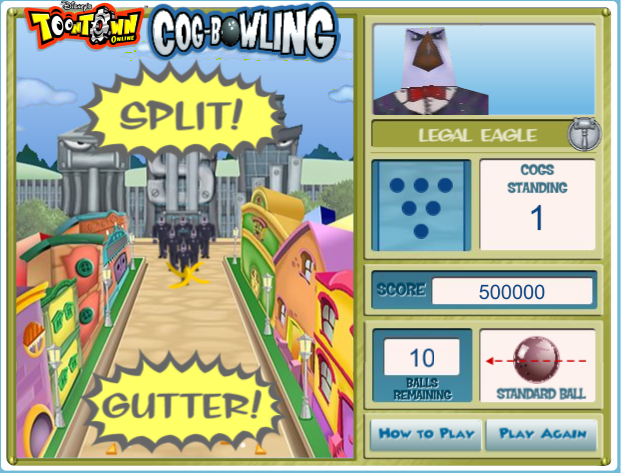 Disney's
TOONTOWN
ONLINE
COG-BOWLING
SPLIT!
GUTTER!
LEGAL EAGLE
COGS
STANDING
1
SCORE 500000
10
BALLS
REMAINING
STANDARD BALL
HOW TO PLAY
PLAY AGAIN